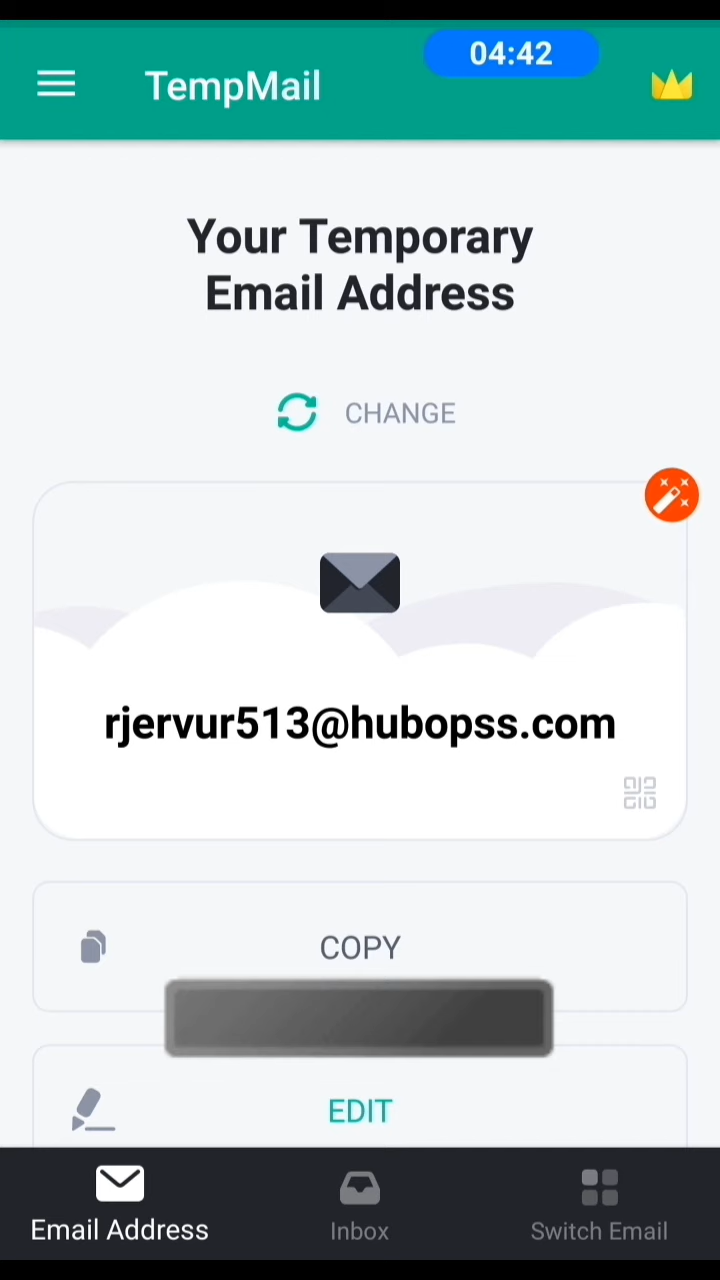 04:42
TempMail
Your Temporary
Email Address
CHANGE
rjervur513@hubopss.com
COPY
EDIT
Email Address
Inbox
Switch Email